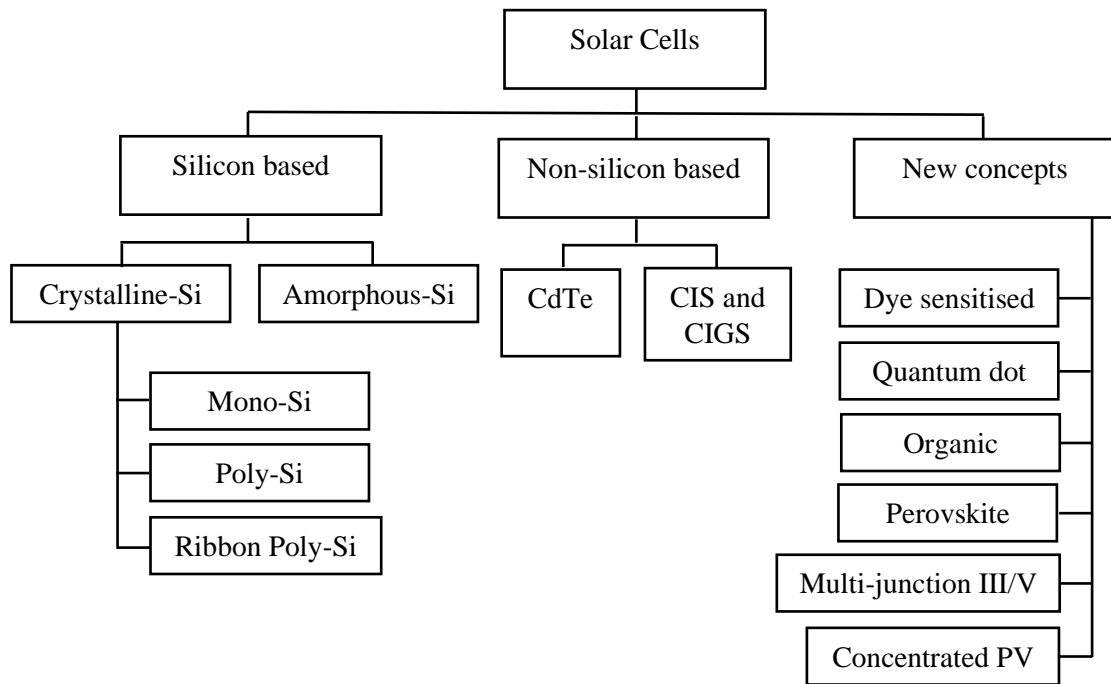 Solar Cells
Silicon based
Non-silicon based
New concepts
Crystalline-Si
Amorphous-Si
CdTe
CIS and
CIGS
Mono-Si
Poly-Si
Ribbon Poly-Si
Dye sensitised
Quantum dot
Organic
Perovskite
Multi-junction III/V
Concentrated PV